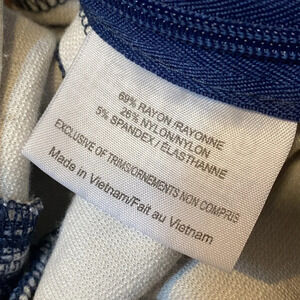 69% RAYON /RAYONNE
26% NYLON/NYLON
5% SPANDEX / ÉLASTHANNE
EXCLUSIVE OF TRIMS/ORNEMENTS NON COMPRIS
Made in Vietnam/Fait au Vietnam